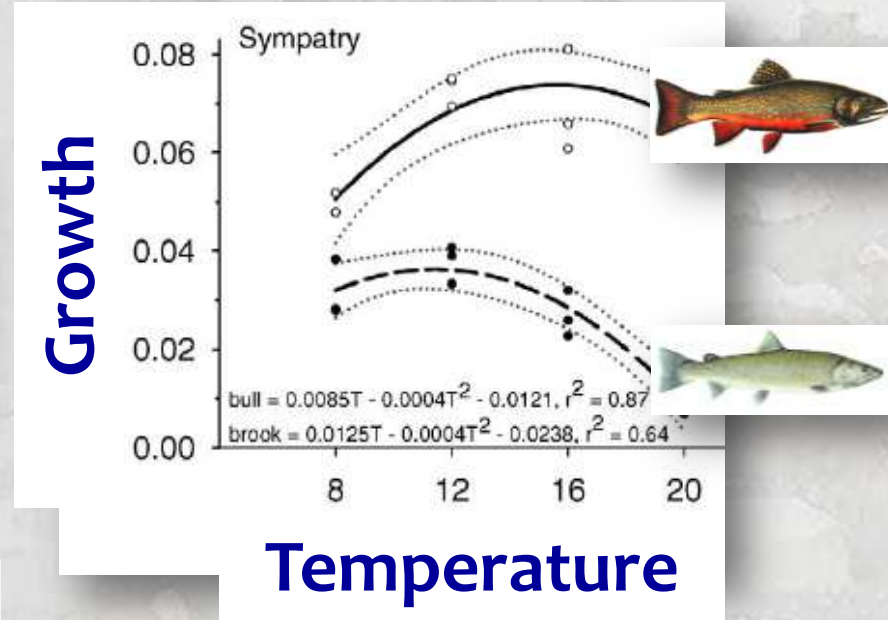 Sympatry
0.08
0.06
0.04
0.02
0.00
Growth
bull = 0.0085T - 0.0004T² - 0.0121, r² = 0.87
brook = 0.0125T - 0.0004T² - 0.0238, r² = 0.64
8 12 16 20
Temperature